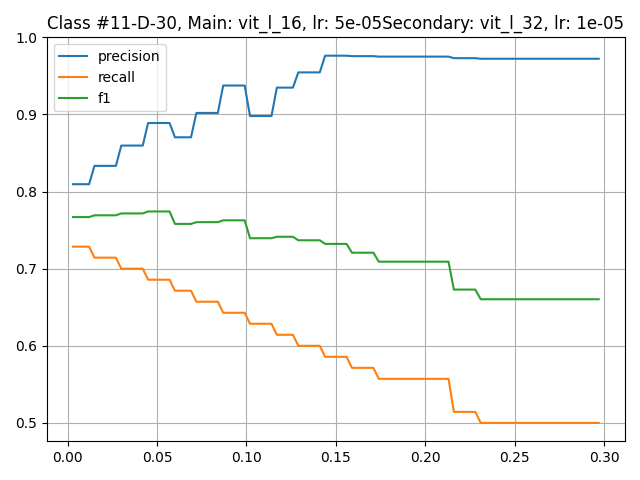 Class #11-D-30, Main: vit_l_16, lr: 5e-05Secondary: vit_l_32, lr: 1e-05
precision
recall
f1
1.0
0.9
0.8
0.7
0.6
0.5
0.00 0.05 0.10 0.15 0.20 0.25 0.30